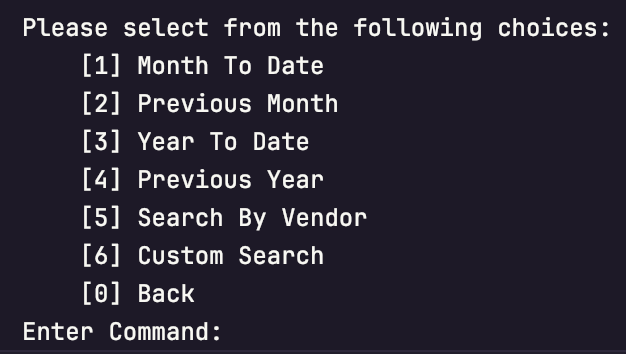 Please select from the following choices:
[1] Month To Date
[2] Previous Month
[3] Year To Date
[4] Previous Year
[5] Search By Vendor
[6] Custom Search
[0] Back
Enter Command: